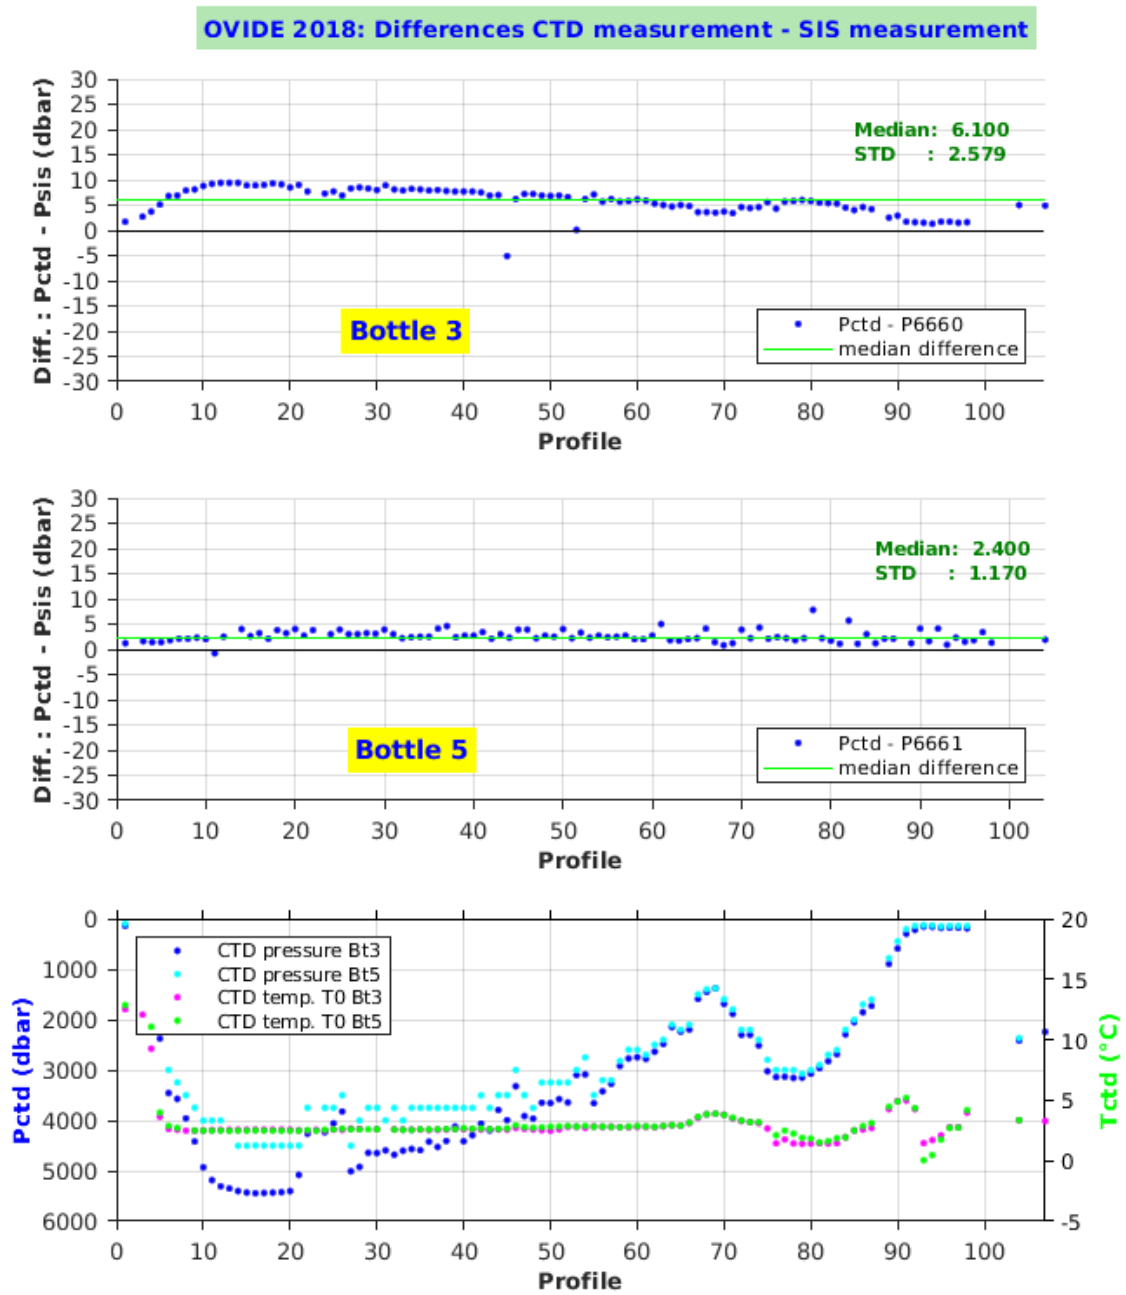 OVIDE 2018: Differences CTD measurement - SIS measurement
Diff. : Pctd - Psis (dbar)
30
25
20
15
10
5
0
-5
-10
-15
-20
-25
-30
Median: 6.100
STD : 2.579
Bottle 3
Pctd - P6660
median difference
0 10 20 30 40 50 60 70 80 90 100
Profile
Diff. : Pctd - Psis (dbar)
30
25
20
15
10
5
0
-5
-10
-15
-20
-25
-30
Median: 2.400
STD : 1.170
Bottle 5
Pctd - P6661
median difference
0 10 20 30 40 50 60 70 80 90 100
Profile
Pctd (dbar)
0
1000
2000
3000
4000
5000
6000
CTD pressure Bt3
CTD pressure Bt5
CTD temp. T0 Bt3
CTD temp. T0 Bt5
20
15
10
5
0
-5
Tctd (°C)
0 10 20 30 40 50 60 70 80 90 100
Profile